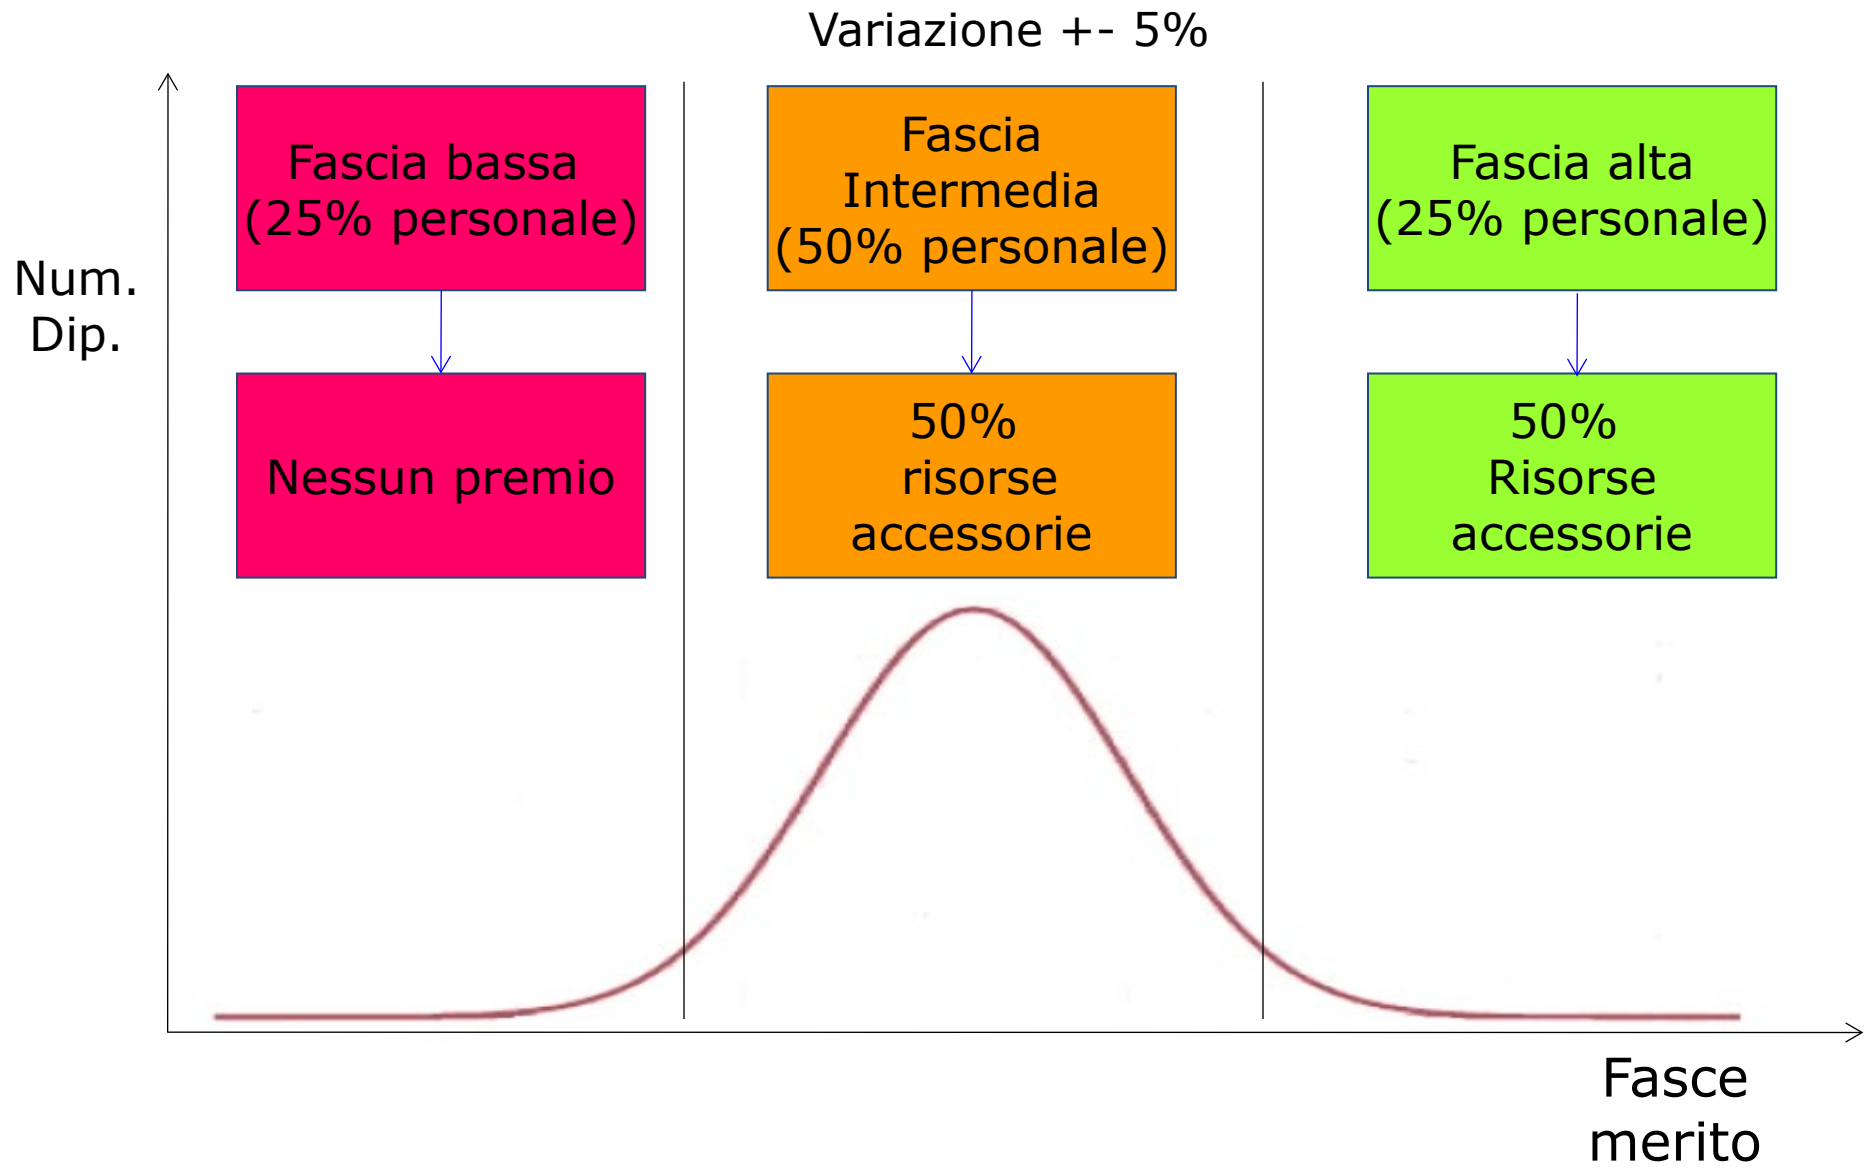 Variazione +- 5%
Fascia bassa
(25% personale)
Fascia
Intermedia
(50% personale)
Fascia alta
(25% personale)
Num.
Dip.
Nessun premio
50%
risorse
accessorie
50%
Risorse
accessorie
Fasce
merito